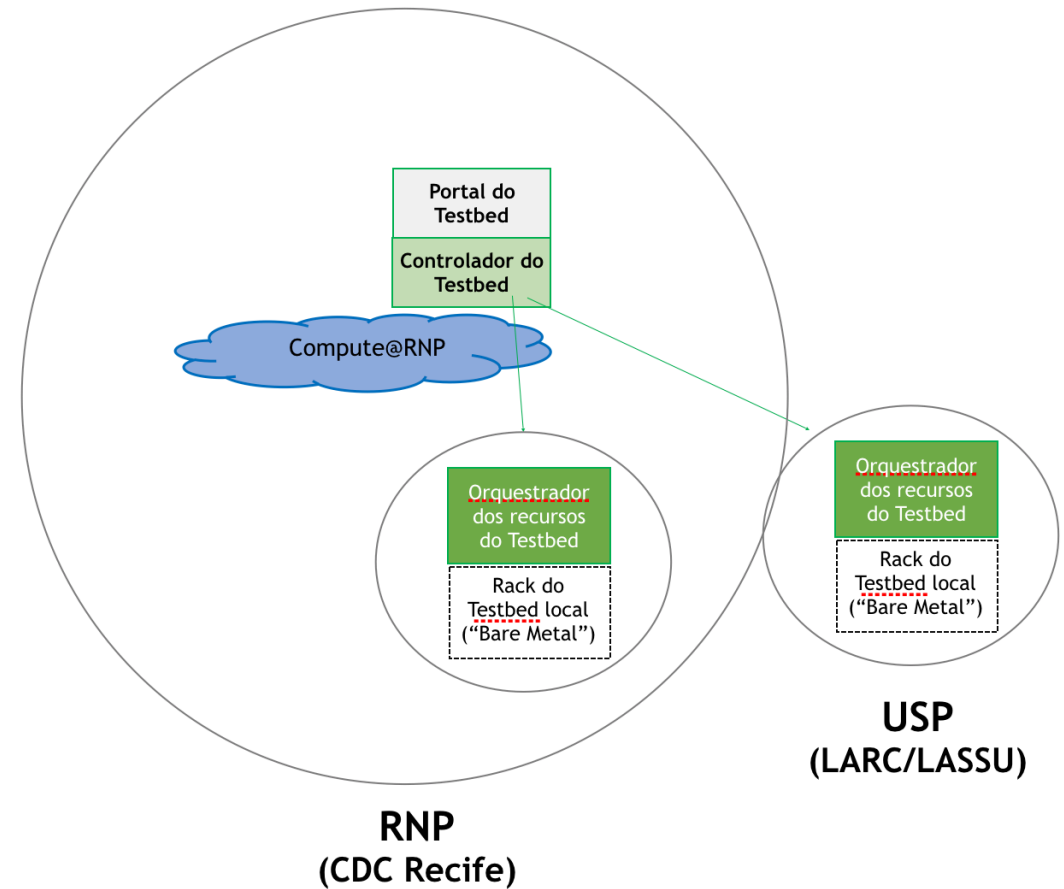 Portal do
Testbed
Controlador do
Testbed
Compute@RNP
Orquestrador
dos recursos
do Testbed
Rack do
Testbed local
(“Bare Metal”)
Orquestrador
dos recursos
do Testbed
Rack do
Testbed local
(“Bare Metal”)
USP
(LARC/LASSU)
RNP
(CDC Recife)